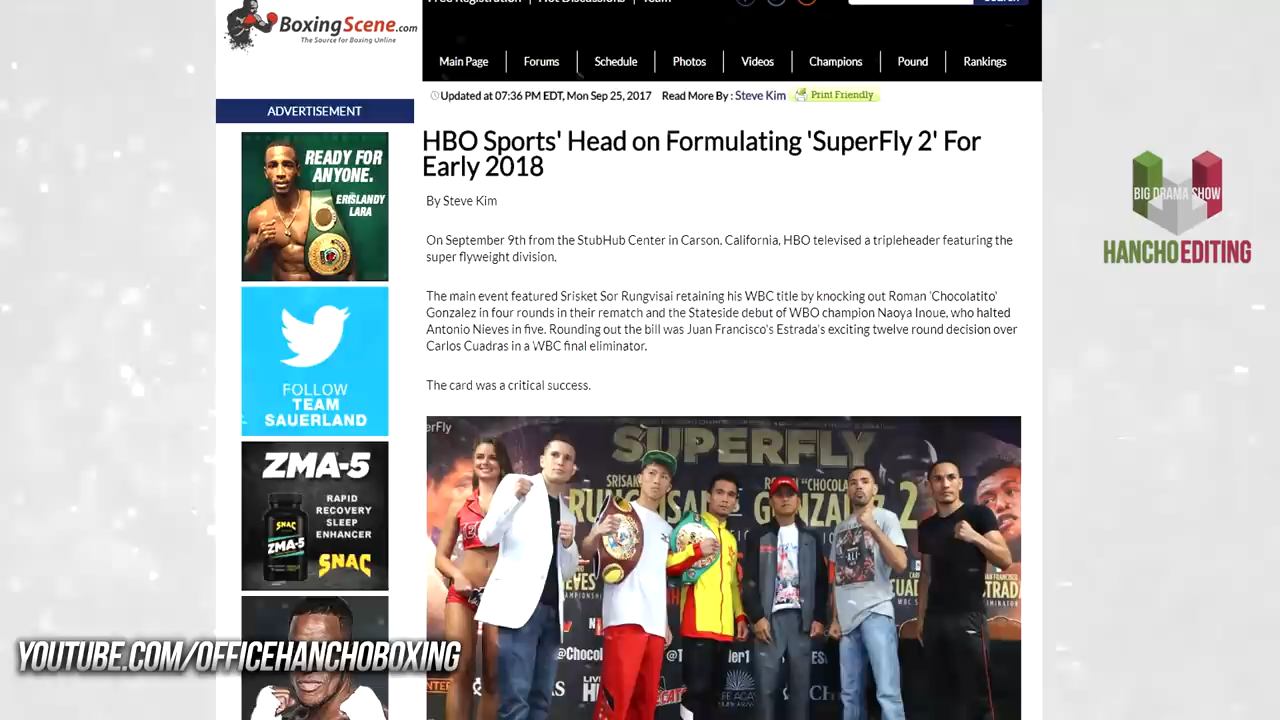 BoxingScene.com
The Source for Boxing Online
Main Page
Forums
Schedule
Photos
Videos
Champions
Pound
Rankings
ADVERTISEMENT
Updated at 07:36 PM EDT, Mon Sep 25, 2017 Read More By : Steve Kim Print Friendly
HBO Sports' Head on Formulating 'SuperFly 2' For
Early 2018
By Steve Kim
On September 9th from the StubHub Center in Carson, California, HBO televised a tripleheader featuring the
super flyweight division.
The main event featured Srisket Sor Rungvisai retaining his WBC title by knocking out Roman 'Chocolatito'
Gonzalez in four rounds in their rematch and the Stateside debut of WBO champion Naoya Inoue, who halted
Antonio Nieves in five. Rounding out the bill was Juan Francisco's Estrada's exciting twelve round decision over
Carlos Cuadras in a WBC final eliminator.
The card was a critical success.
READY FOR
ANYONE.
ERISLANDY
LARA
FOLLOW
TEAM
SAUERLAND
ZMA-5
RAPID
RECOVERY
SLEEP
ENHANCER
SNAC
ZMA-5
SNAC
SUPERFLY
2
BIG DRAMA SHOW
HANCHOEDITING
YOUTUBE.COM/OFFICEHANCHOBOXING